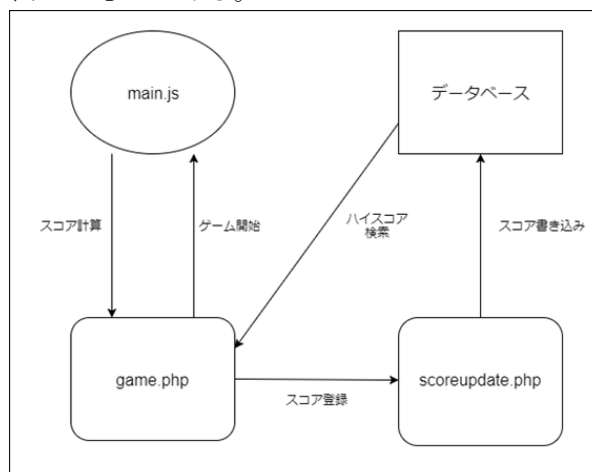 main.js
データベース
スコア計算
ゲーム開始
ハイスコア
検索
スコア書き込み
game.php
スコア登録
scoreupdate.php